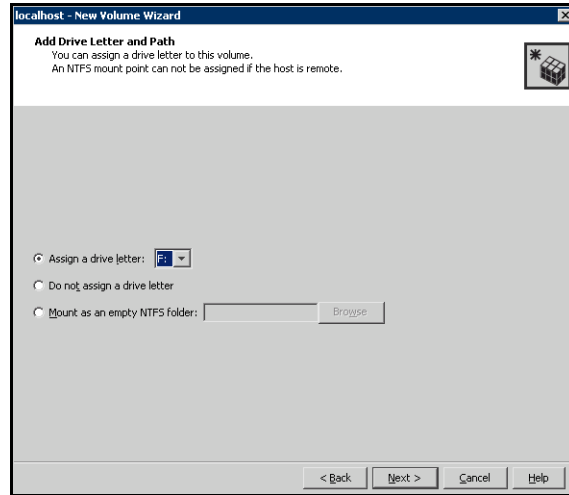 localhost - New Volume Wizard
Add Drive Letter and Path
You can assign a drive letter to this volume.
An NTFS mount point can not be assigned if the host is remote.
Assign a drive letter: F:
Do not assign a drive letter
Mount as an empty NTFS folder: Browse
< Back Next > Cancel Help